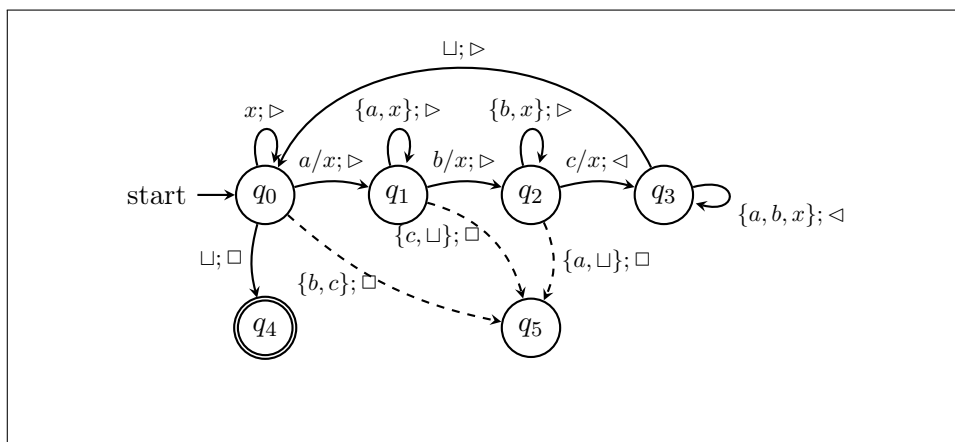 ⊔; ▷
x; ▷
{a, x}; ▷
{b, x}; ▷
a/x; ▷
b/x; ▷
c/x; ◁
start
q0
q1
q2
q3
{a, b, x}; ◁
{c, ⊔}; □
⊔; □
{b, c}; □
{a, ⊔}; □
q4
q5